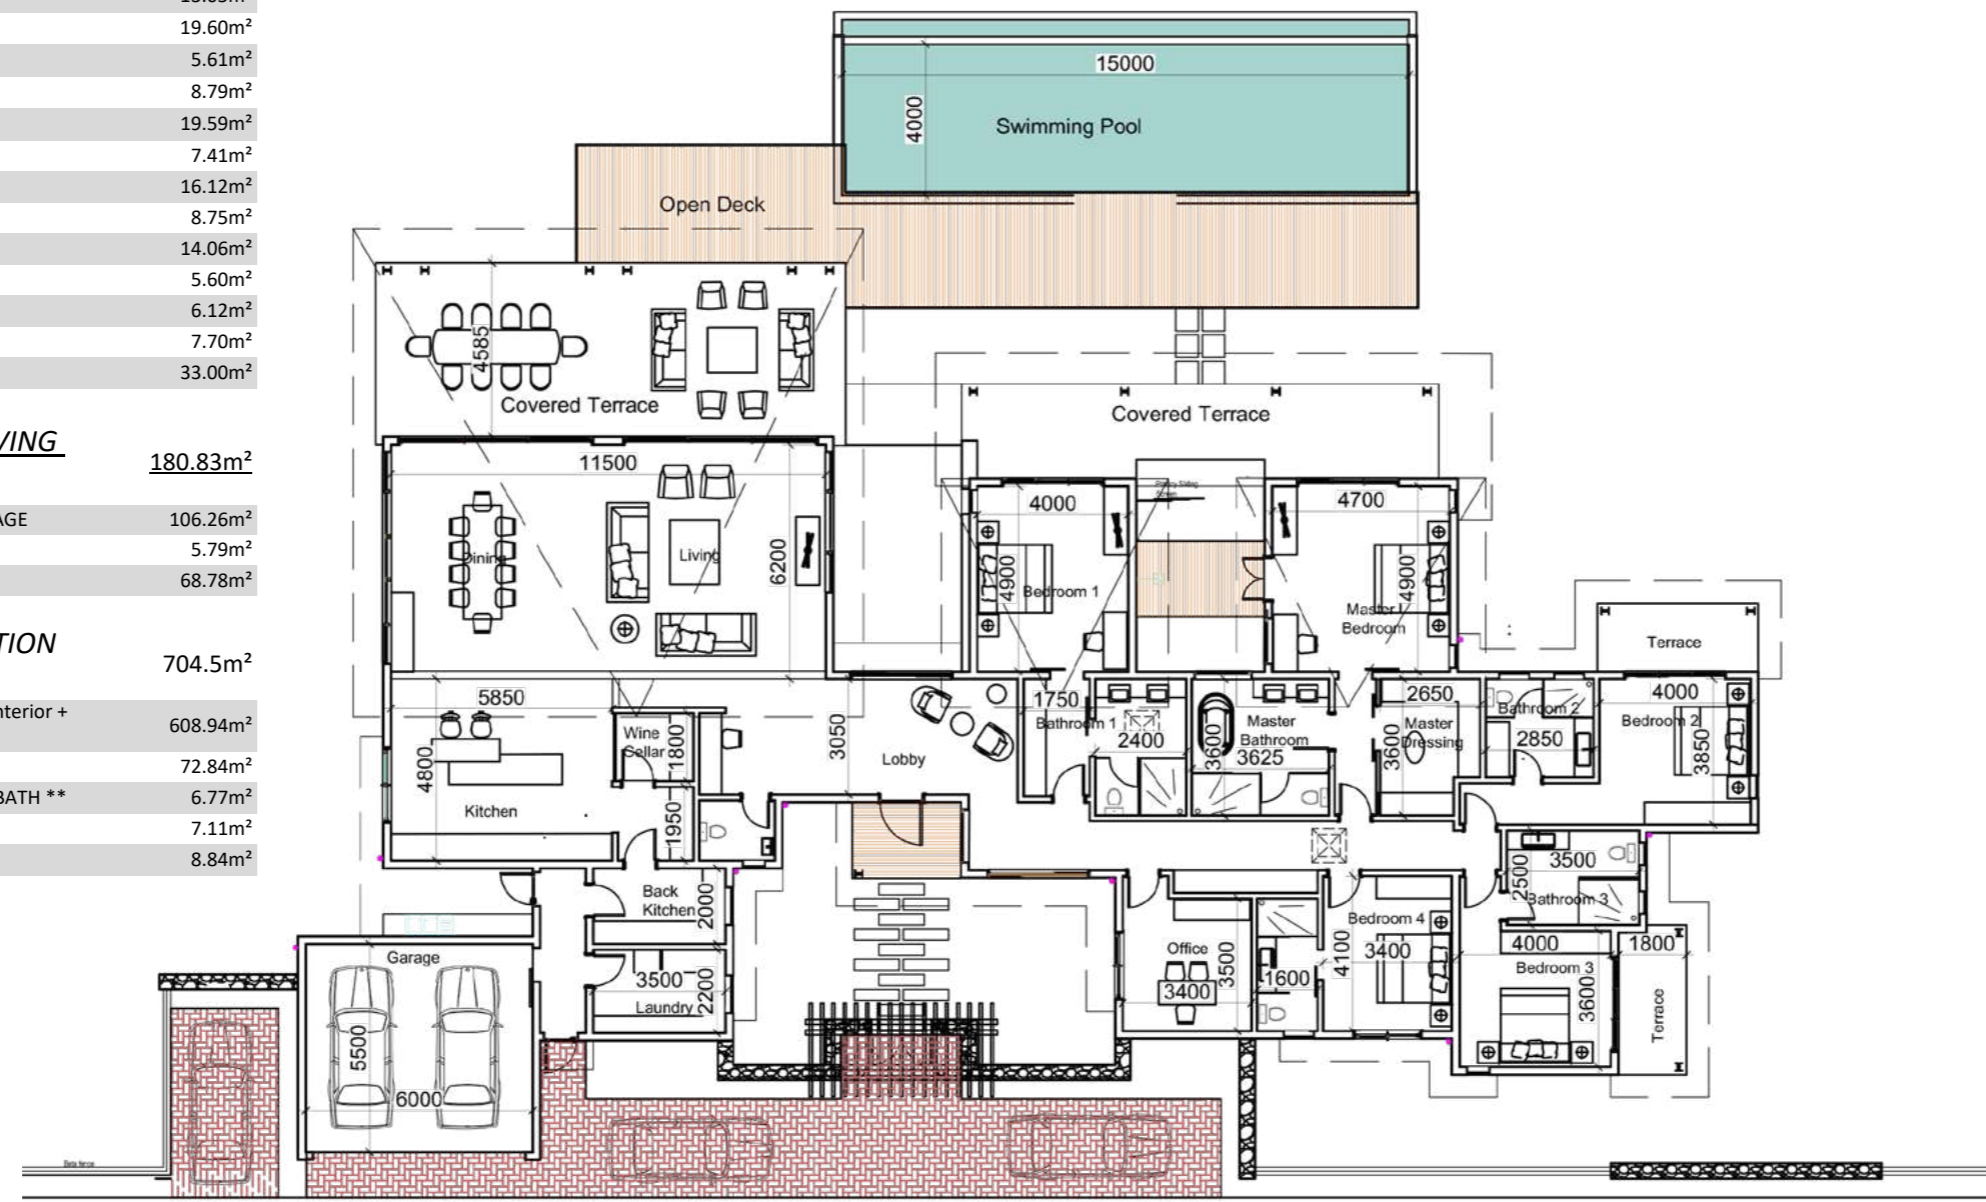 19.60m²
5.61m²
8.79m²
19.59m²
7.41m²
16.12m²
8.75m²
14.06m²
5.60m²
6.12m²
7.70m²
33.00m²
VING
180.83m²
AGE 106.26m²
5.79m²
68.78m²
TION
704.5m²
nterior +
608.94m²
72.84m²
BATH ** 6.77m²
7.11m²
8.84m²
15000
4000
Swimming Pool
Open Deck
4585
Covered Terrace
Covered Terrace
11500
Dining
Living
6200
4000
4900
Bedroom 1
4700
4900
Master
Bedroom
Terrace
5850
4800
Kitchen
Wine
Cellar
1800
1950
3050
Lobby
1750
Bathroom 1
2400
Master
Bathroom
3600
3625
2650
Master
Dressing
3600
Bathroom 2
2850
4000
Bedroom 2
3850
3500
2500
Bathroom 3
Back
Kitchen
2000
3500
Laundry
2200
Garage
5500
6000
Office
3500
3400
1600
Bedroom 4
4100
3400
4000
Bedroom 3
3600
1800
Terrace
Beta fence